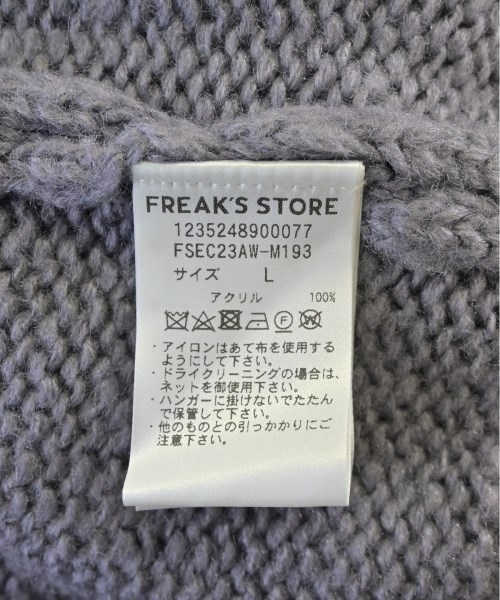 FREAK'S STORE
1235248900077
FSEC23AW-M193
サイズ L
アクリル 100%
・アイロンはあて布を使用する
ようにして下さい。
・ドライクリーニングの場合は、
ネットを御使用下さい。
・ハンガーに掛けないでたたん
で保管して下さい。
・他のものとの引っかかりにご
注意下さい。